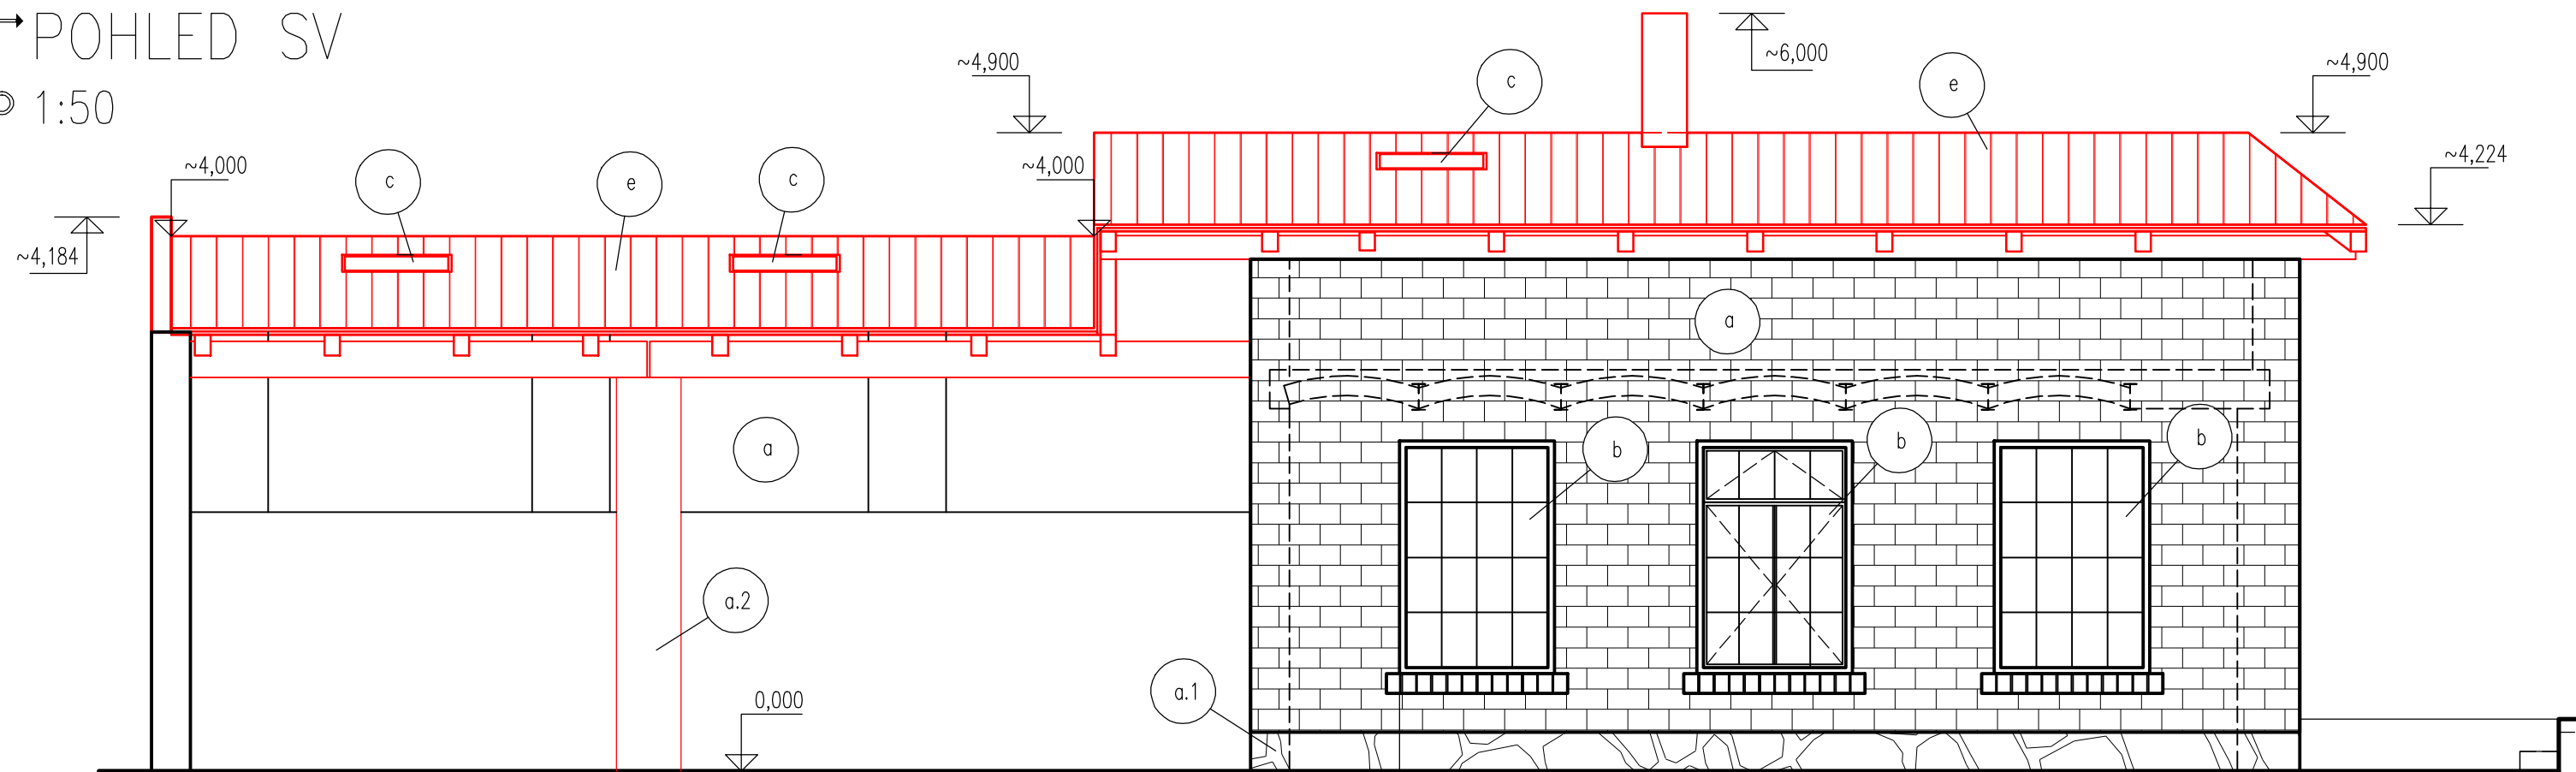 POHLED SV
1:50
~4,900
c
~6,000
e
~4,900
~4,000
c
e
c
~4,000
~4,224
~4,184
a
a
b
b
b
a.2
a.1
0,000